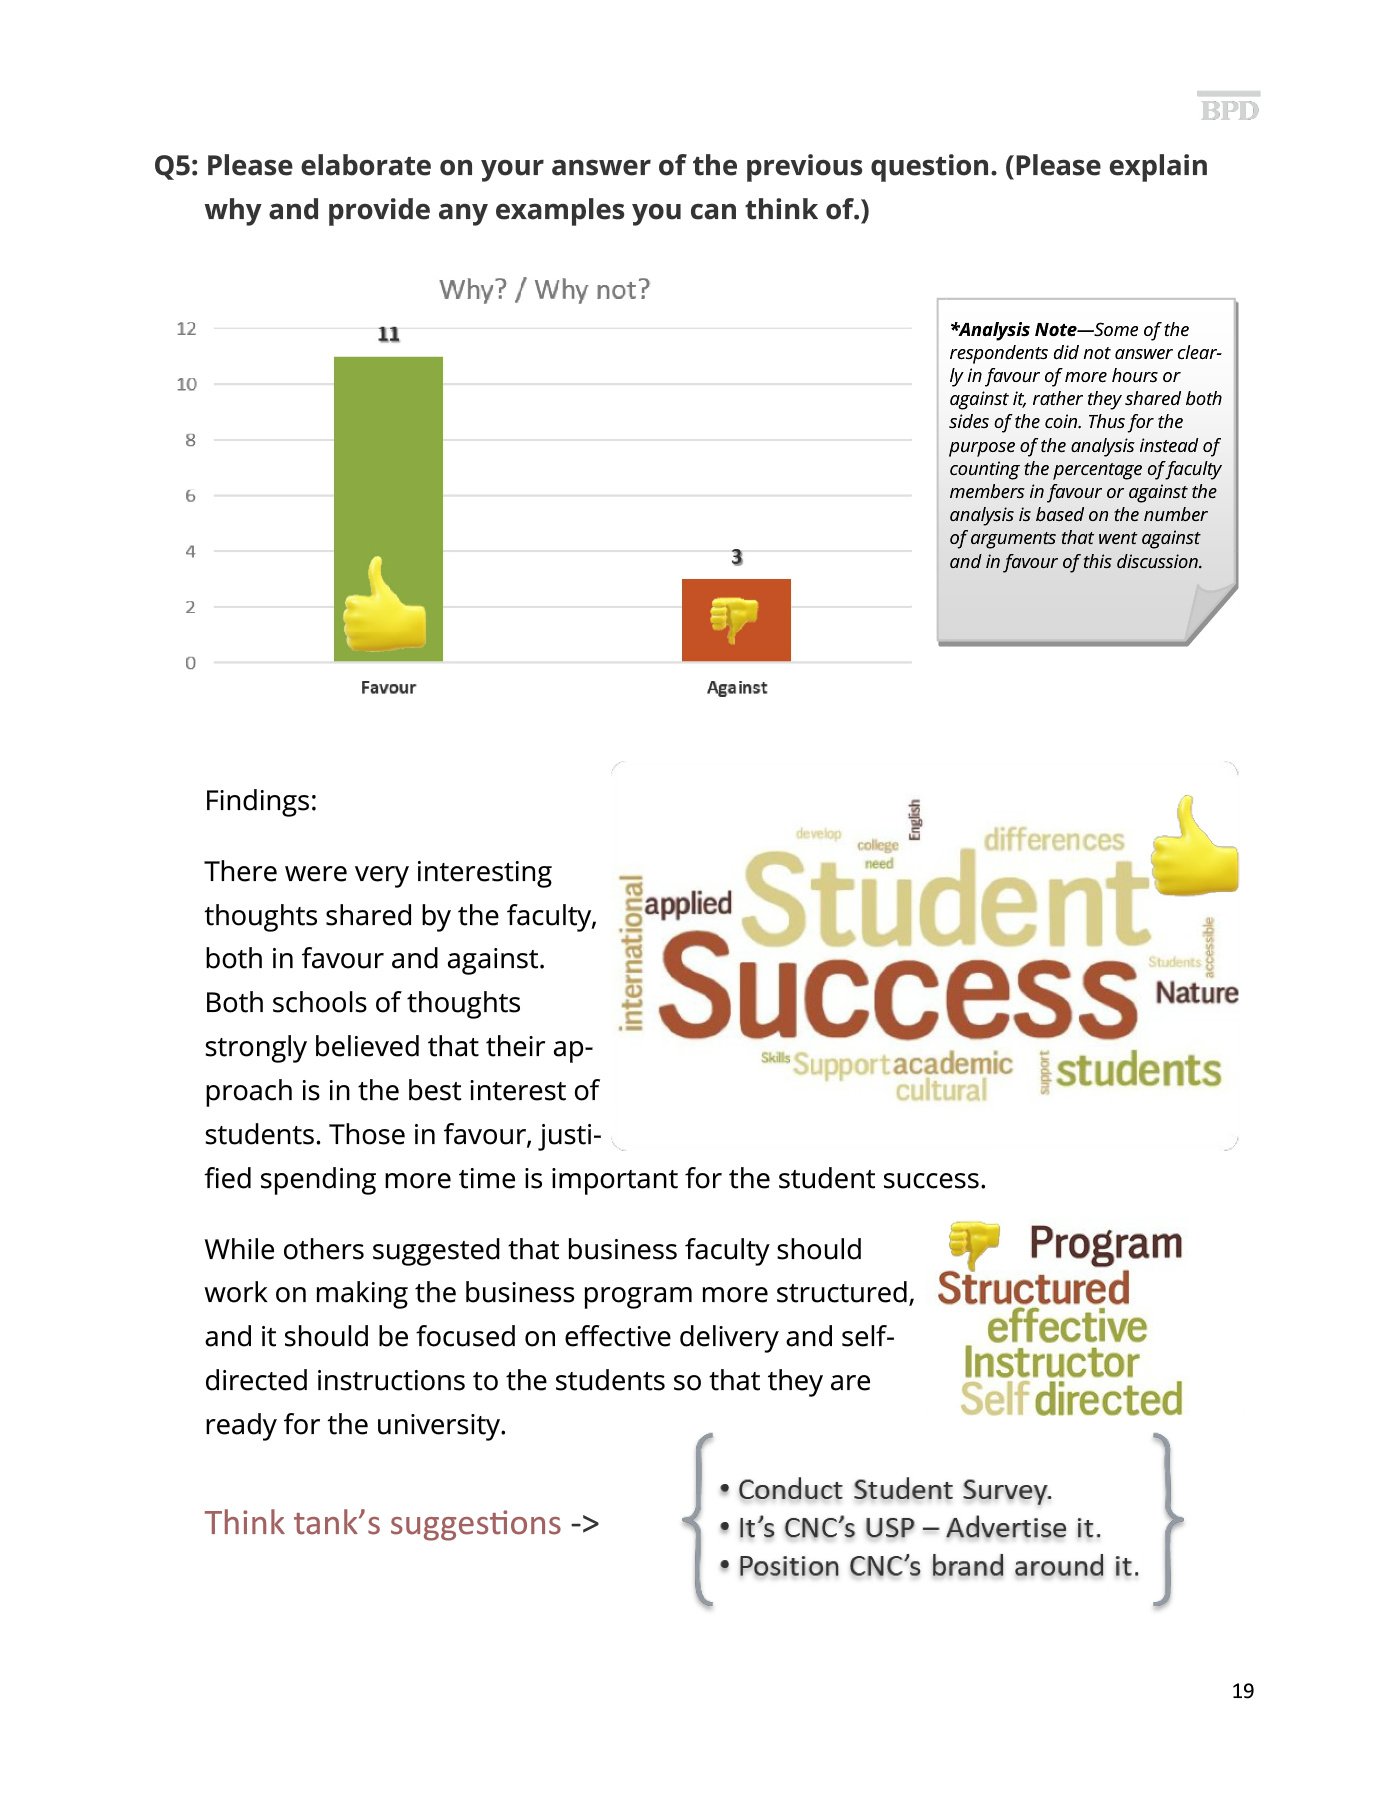 BPD
Q5: Please elaborate on your answer of the previous question. (Please explain
why and provide any examples you can think of.)
Why? / Why not?
12
10
8
6
4
2
0
11
3
Favour
Against
*Analysis Note—Some of the
respondents did not answer clear-
ly in favour of more hours or
against it, rather they shared both
sides of the coin. Thus for the
purpose of the analysis instead of
counting the percentage of faculty
members in favour or against the
analysis is based on the number
of arguments that went against
and in favour of this discussion.
Findings:
There were very interesting
thoughts shared by the faculty,
both in favour and against.
Both schools of thoughts
strongly believed that their ap-
proach is in the best interest of
students. Those in favour, justi-
fied spending more time is important for the student success.
develop
college
English
need
differences
international
applied
Student
Success
Students
accessible
Nature
Skills
Support
academic
cultural
support
students
While others suggested that business faculty should
work on making the business program more structured,
and it should be focused on effective delivery and self-
directed instructions to the students so that they are
ready for the university.
Program
Structured
effective
Instructor
Self directed
Think tank's suggestions ->
• Conduct Student Survey.
• It's CNC's USP – Advertise it.
• Position CNC's brand around it.
19